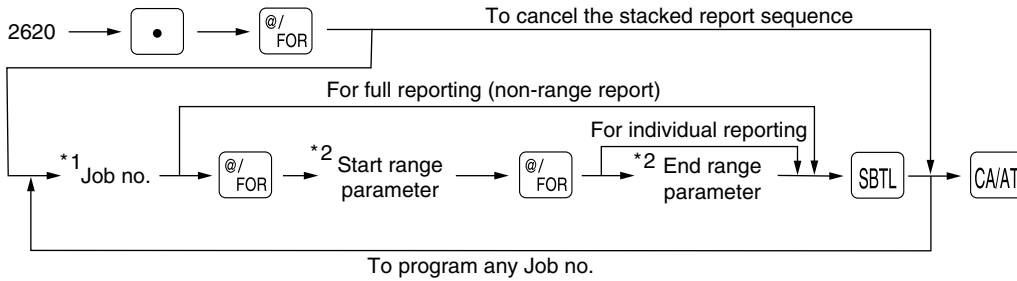 To cancel the stacked report sequence
2620 • @/ FOR
For full reporting (non-range report)
For individual reporting
*1 Job no. @/ FOR *2 Start range parameter @/ FOR *2 End range parameter SBTL CA/AT
To program any Job no.